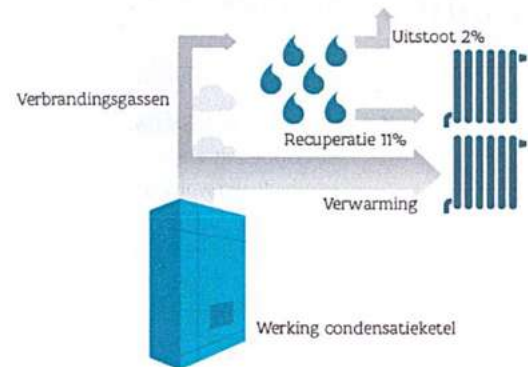 Uitstoot 2%
Verbrandingsgassen
Recuperatie 11%
Verwarming
Werking condensatieketel